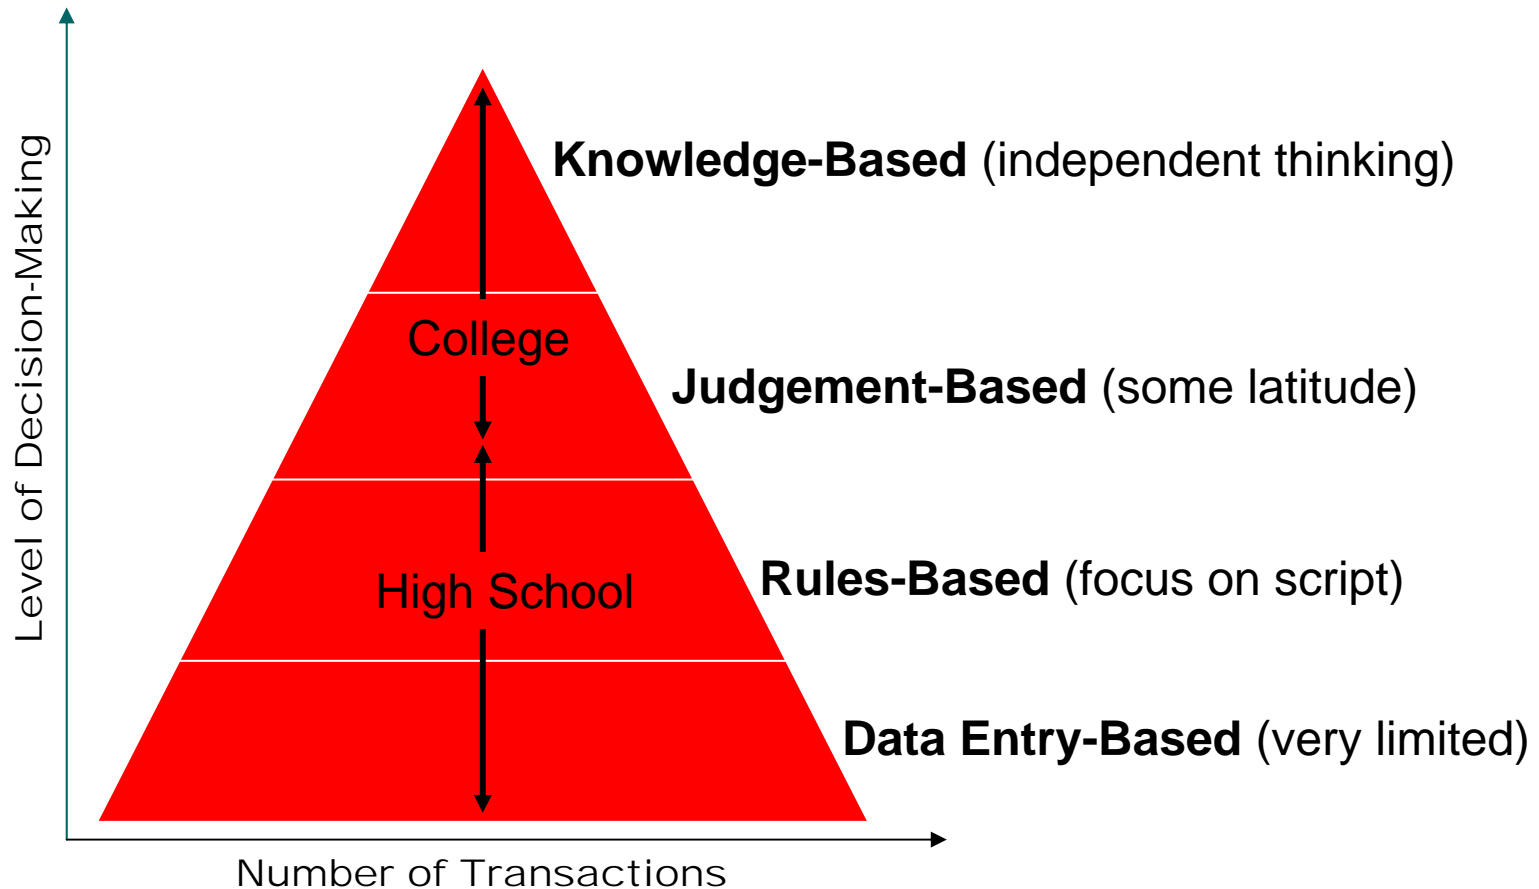 Level of Decision-Making
Knowledge-Based (independent thinking)
College
Judgement-Based (some latitude)
High School
Rules-Based (focus on script)
Data Entry-Based (very limited)
Number of Transactions